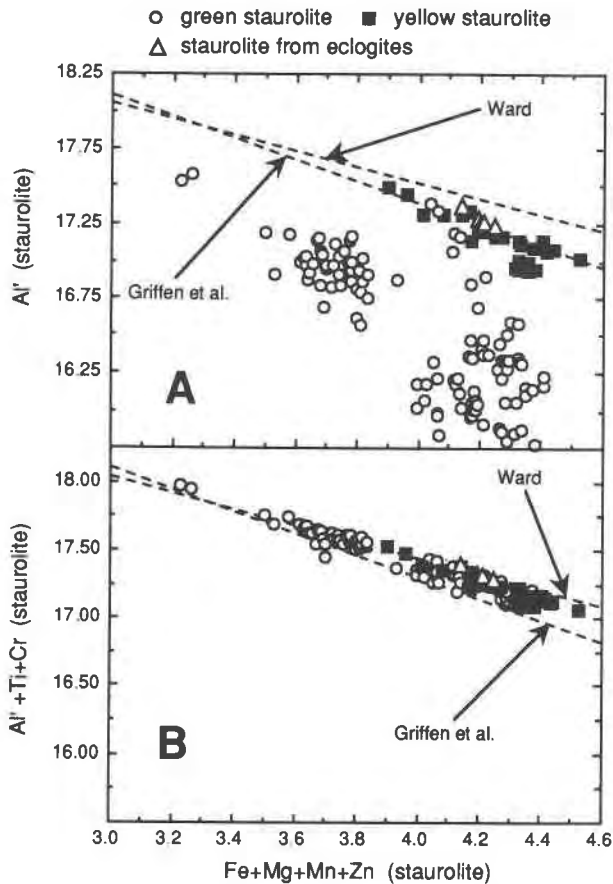 green staurolite yellow staurolite
staurolite from eclogites
18.25
17.75
17.25
16.75
16.25
Al' (staurolite)
Ward
Griffen et al.
A
18.00
17.50
17.00
16.50
16.00
Al' +Ti+Cr (staurolite)
Ward
Griffen et al.
B
3.0 3.2 3.4 3.6 3.8 4.0 4.2 4.4 4.6
Fe+Mg+Mn+Zn (staurolite)